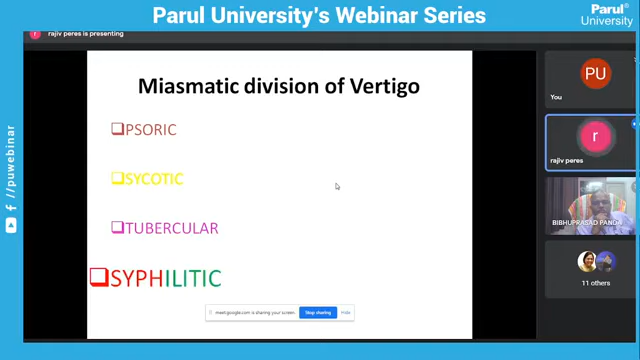 Parul University's Webinar Series
Parul®
University
rajiv peres is presenting
Miasmatic division of Vertigo
PSORIC
SYCOTIC
TUBERCULAR
SYPHILITIC
PU
You
r
rajiv peres
BIBHUPRASAD PANDA
11 others
meet.google.com is sharing your screen.
Stop sharing
Hide
f //puwebinar